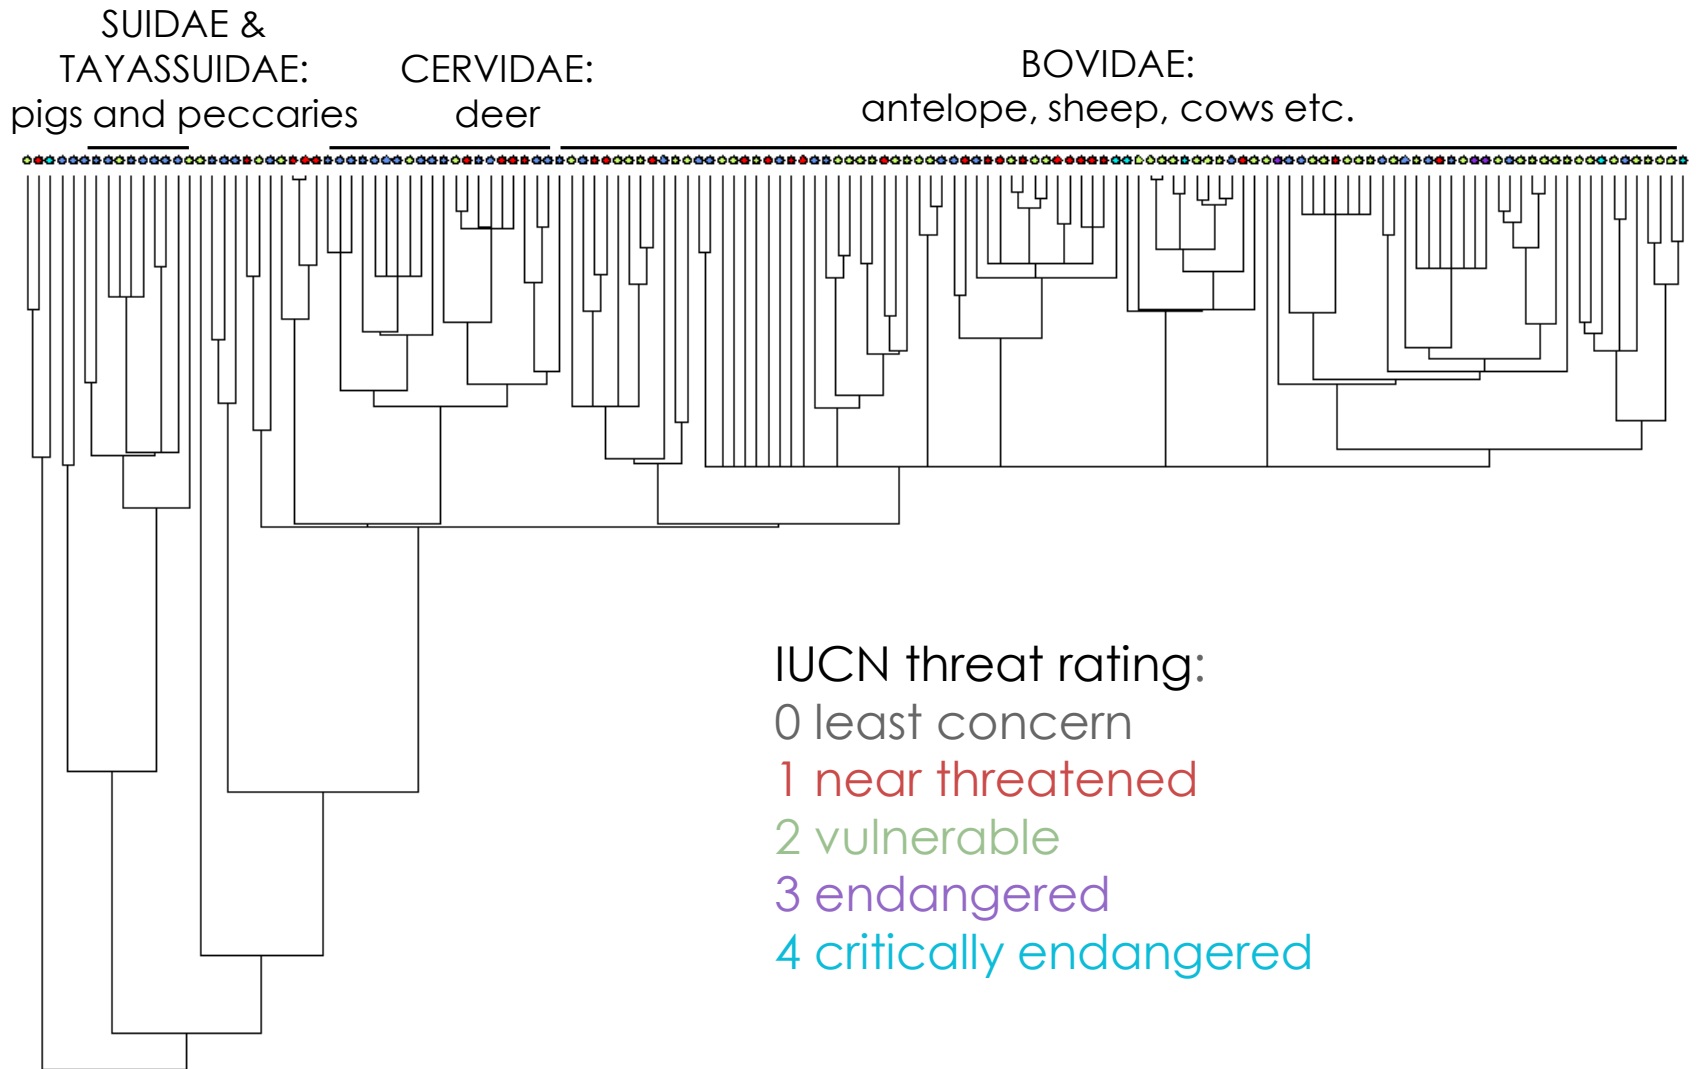 SUIDAE &
TAYASSUIDAE:
pigs and peccaries
CERVIDAE:
deer
BOVIDAE:
antelope, sheep, cows etc.
IUCN threat rating:
0 least concern
1 near threatened
2 vulnerable
3 endangered
4 critically endangered